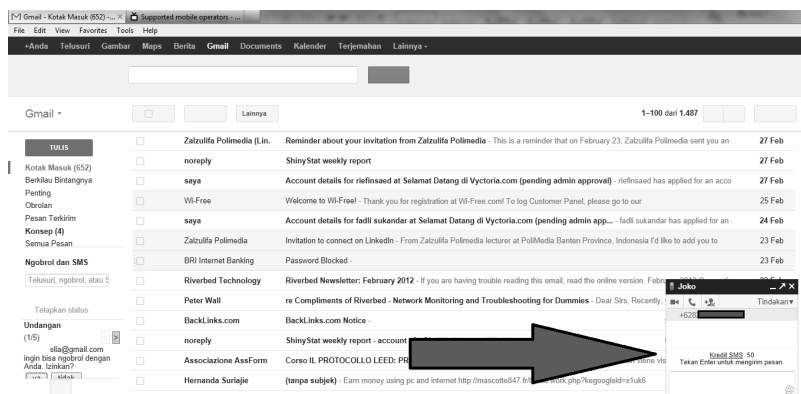 Gmail - Kotak Masuk (652) -... × Supported mobile operators - ...
File Edit View Favorites Tools Help
+Anda Telusuri Gambar Maps Berita Gmail Documents Kalender Terjemahan Lainnya
Gmail Lainnya 1–100 dari 1.487
TULIS
Kotak Masuk (652)
Berkilau Bintangnya
Penting
Obrolan
Pesan Terkirim
Konsep (4)
Semua Pesan
Ngobrol dan SMS
Telusuri, ngobrol, atau S
Tetapkan status
Undangan
(1/5) >
ella@gmail.com
ingin bisa ngobrol dengan
Anda. Izinkan?
ya tidak
Zalzulifa Polimedia (Lin. Reminder about your invitation from Zalzulifa Polimedia - This is a reminder that on February 23, Zalzulifa Polimedia sent you an 27 Feb
noreply ShinyStat weekly report - 27 Feb
saya Account details for riefinsaed at Selamat Datang di Vyctoria.com (pending admin approval) - riefinsaed has applied for an acco 27 Feb
Wi-Free Welcome to Wi-Free! - Thank you for registration at Wi-Free.com! To log Customer Panel, please go to our 25 Feb
saya Account details for fadli sukandar at Selamat Datang di Vyctoria.com (pending admin app... - fadli sukandar has applied for an 24 Feb
Zalzulifa Polimedia Invitation to connect on LinkedIn - From Zalzulifa Polimedia lecturer at PoliMedia Banten Province, Indonesia I'd like to add you to 23 Feb
BRI Internet Banking Password Blocked - 23 Feb
Riverbed Technology Riverbed Newsletter: February 2012 - If you are having trouble reading this email, read the online version.
Peter Wall re Compliments of Riverbed - Network Monitoring and Troubleshooting for Dummies - Dear Sirs, Recently,
BackLinks.com BackLinks.com Notice -
noreply ShinyStat weekly report - account
Associazione AssForm Corso IL PROTOCOLLO LEED: PR viene vis
Hernanda Suriajie (tanpa subjek) - Earn money using pc and internet http://mascotte847.fr/ work.php?kegoogleid=x1uk6
Joko
Tindakan
+628
Kredit SMS: 50
Tekan Enter untuk mengirim pesan.